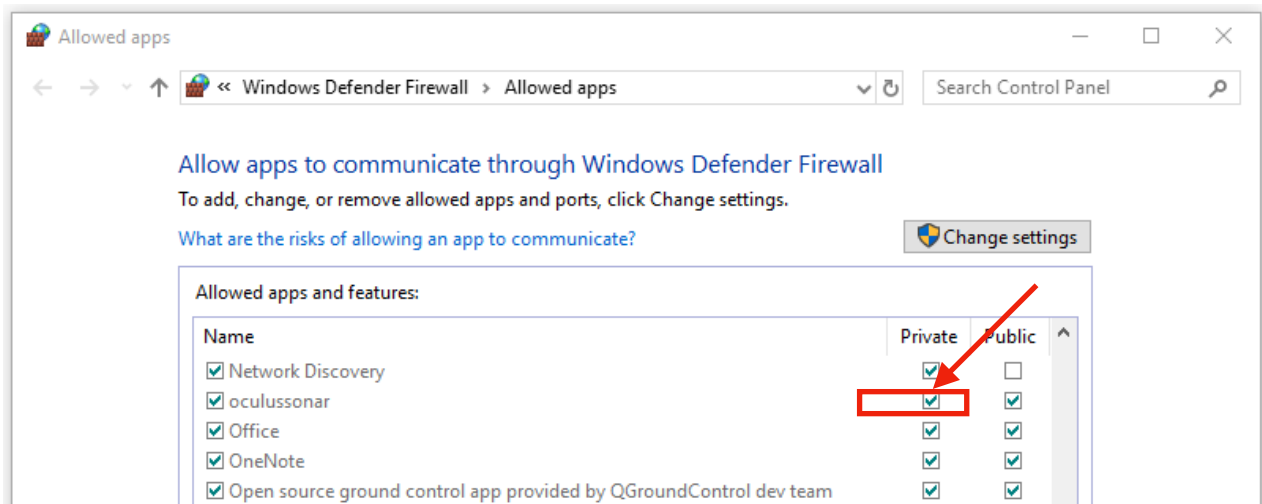 Allowed apps
« Windows Defender Firewall > Allowed apps
Search Control Panel
Allow apps to communicate through Windows Defender Firewall
To add, change, or remove allowed apps and ports, click Change settings.
What are the risks of allowing an app to communicate?
Change settings
Allowed apps and features:
Name Private Public
Network Discovery
oculussonar
Office
OneNote
Open source ground control app provided by QGroundControl dev team